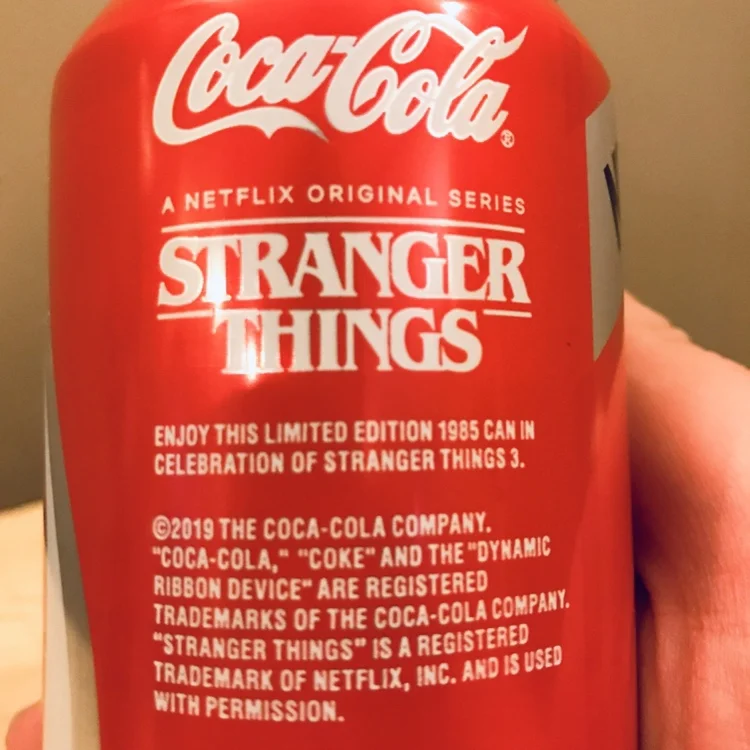 Coca-Cola®
A NETFLIX ORIGINAL SERIES
STRANGER
THINGS
ENJOY THIS LIMITED EDITION 1985 CAN IN
CELEBRATION OF STRANGER THINGS 3.
©2019 THE COCA-COLA COMPANY.
"COCA-COLA," "COKE" AND THE "DYNAMIC
RIBBON DEVICE" ARE REGISTERED
TRADEMARKS OF THE COCA-COLA COMPANY.
"STRANGER THINGS" IS A REGISTERED
TRADEMARK OF NETFLIX, INC. AND IS USED
WITH PERMISSION.